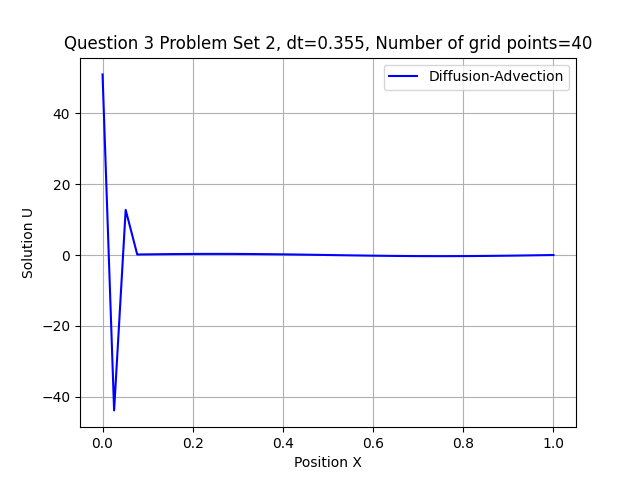 Question 3 Problem Set 2, dt=0.355, Number of grid points=40
Diffusion-Advection
Solution U
40
20
0
−20
−40
0.0 0.2 0.4 0.6 0.8 1.0
Position X